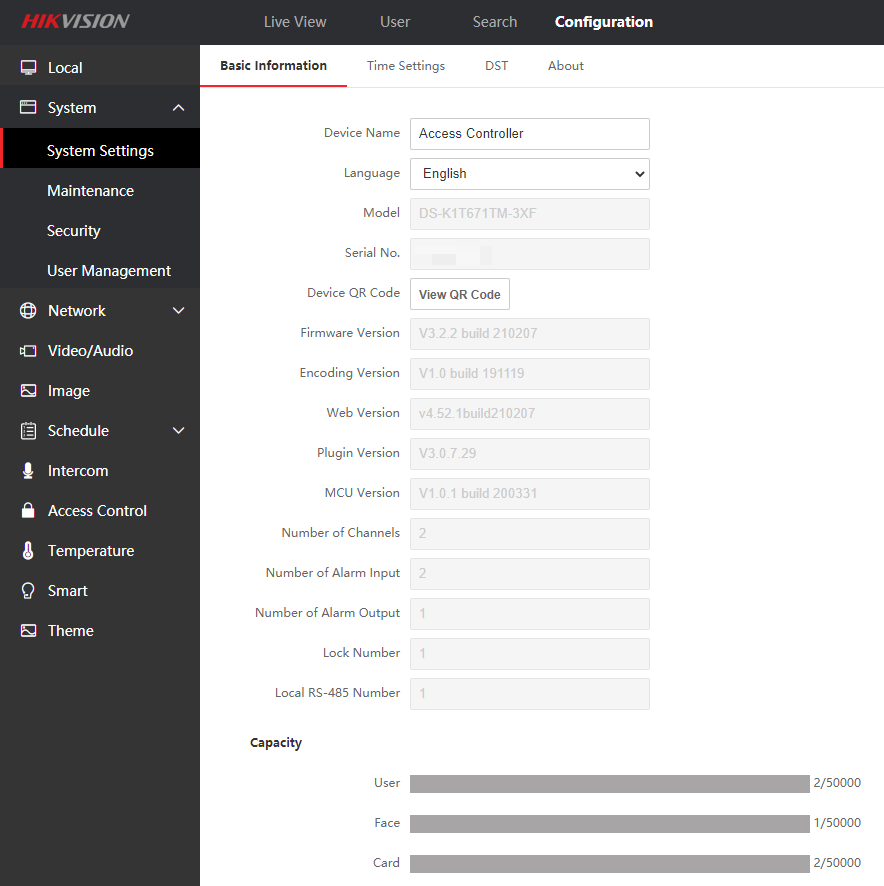 HIKVISION
Live View User Search Configuration
Local
System
System Settings
Maintenance
Security
User Management
Network
Video/Audio
Image
Schedule
Intercom
Access Control
Temperature
Smart
Theme
Basic Information Time Settings DST About
Device Name Access Controller
Language English
Model DS-K1T671TM-3XF
Serial No.
Device QR Code View QR Code
Firmware Version V3.2.2 build 210207
Encoding Version V1.0 build 191119
Web Version v4.52.1build210207
Plugin Version V3.0.7.29
MCU Version V1.0.1 build 200331
Number of Channels 2
Number of Alarm Input 2
Number of Alarm Output 1
Lock Number 1
Local RS-485 Number 1
Capacity
User 2/50000
Face 1/50000
Card 2/50000